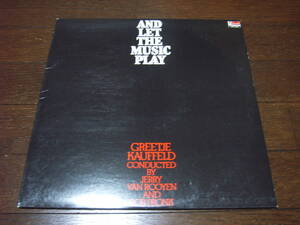 AND
LET
THE
MUSIC
PLAY
GREETJE
KAUFFELD
CONDUCTED
BY
JERRY
VAN ROOYEN
AND